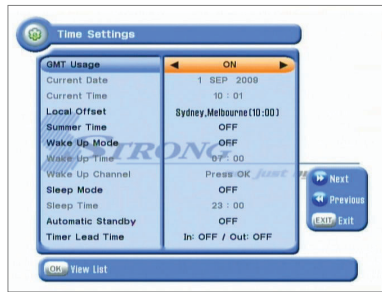 Time Settings
GMT Usage ON
Current Date 1 SEP 2009
Current Time 10 : 01
Local Offset Sydney,Melbourne(10:00)
Summer Time OFF
Wake Up Mode OFF
Wake Up Time 07 : 00
Wake Up Channel Press OK
Sleep Mode OFF
Sleep Time 23 : 00
Automatic Standby OFF
Timer Lead Time In: OFF / Out: OFF
STRONG
just
Next
Previous
EXIT Exit
OK View List